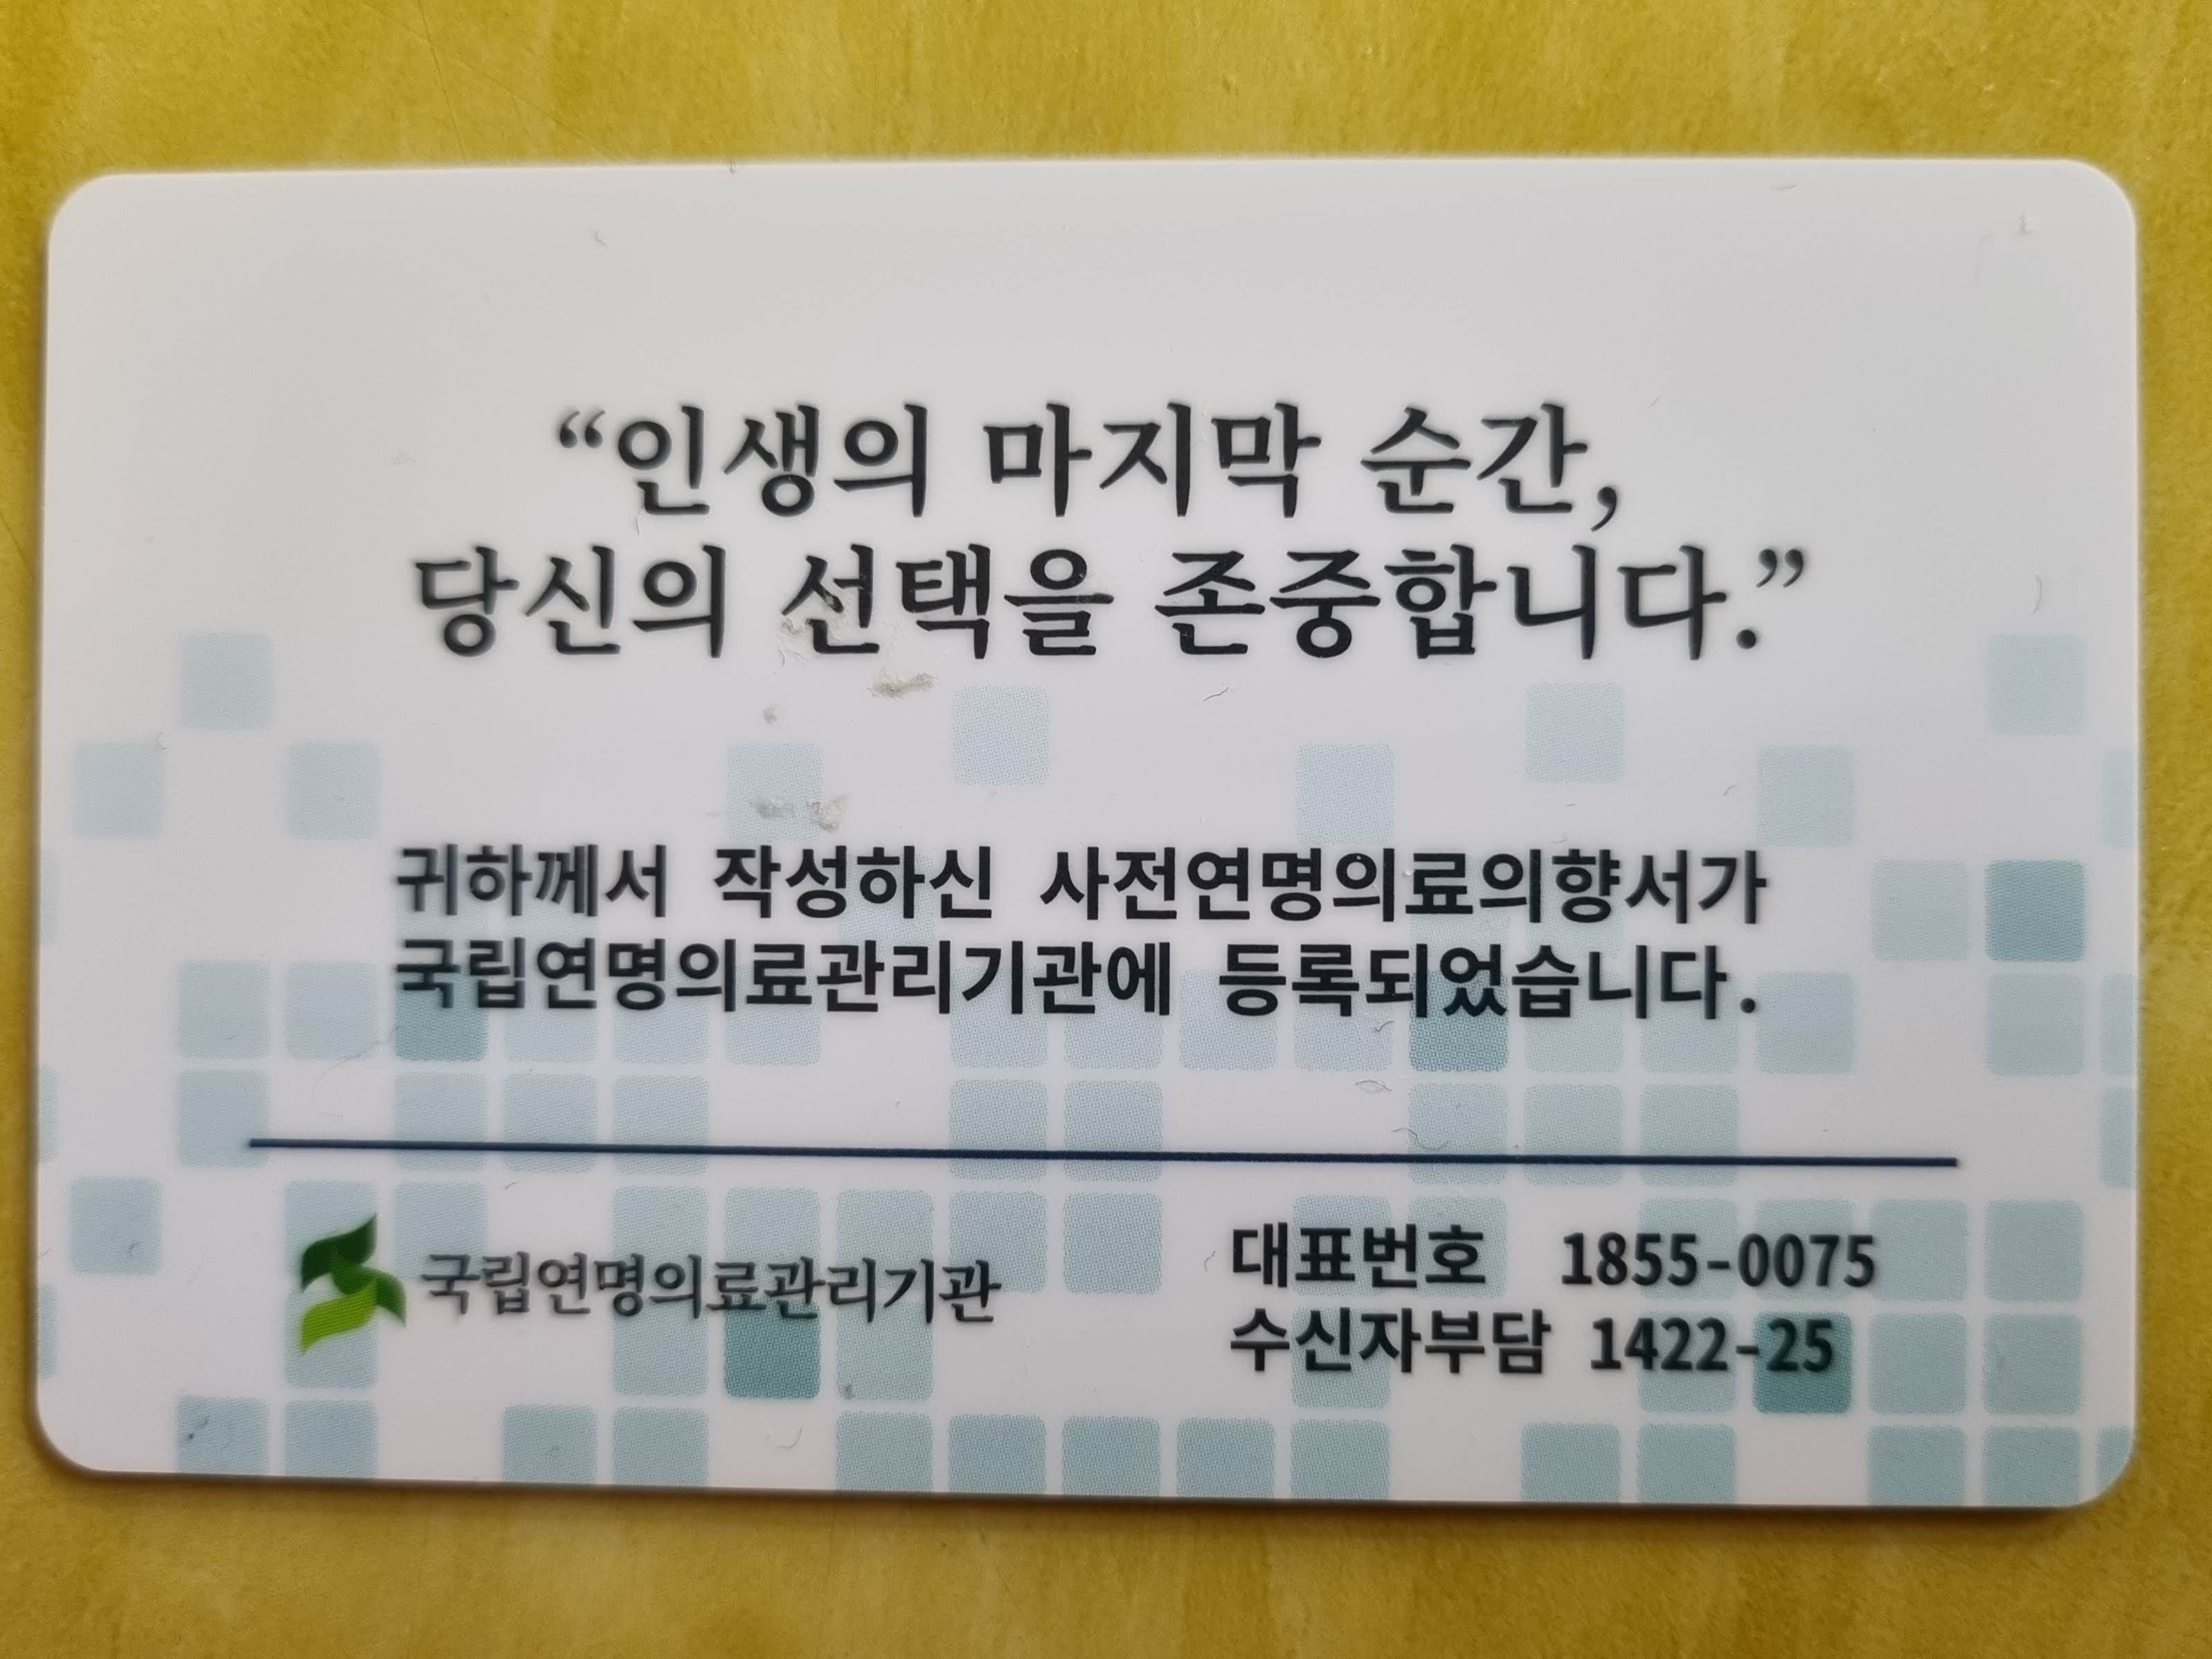 “인생의 마지막 순간,
당신의 선택을 존중합니다.”
귀하께서 작성하신 사전연명의료의향서가
국립연명의료관리기관에 등록되었습니다.
국립연명의료관리기관
대표번호 1855-0075
수신자부담 1422-25